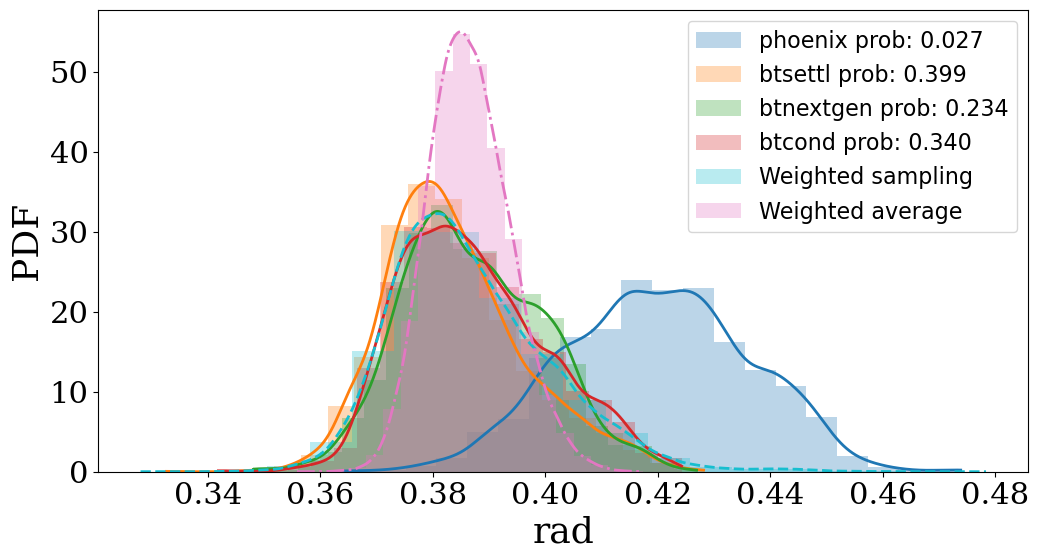 PDF
50
40
30
20
10
0
0.34 0.36 0.38 0.40 0.42 0.44 0.46 0.48
rad
phoenix prob: 0.027
btsettl prob: 0.399
btnextgen prob: 0.234
btcond prob: 0.340
Weighted sampling
Weighted average